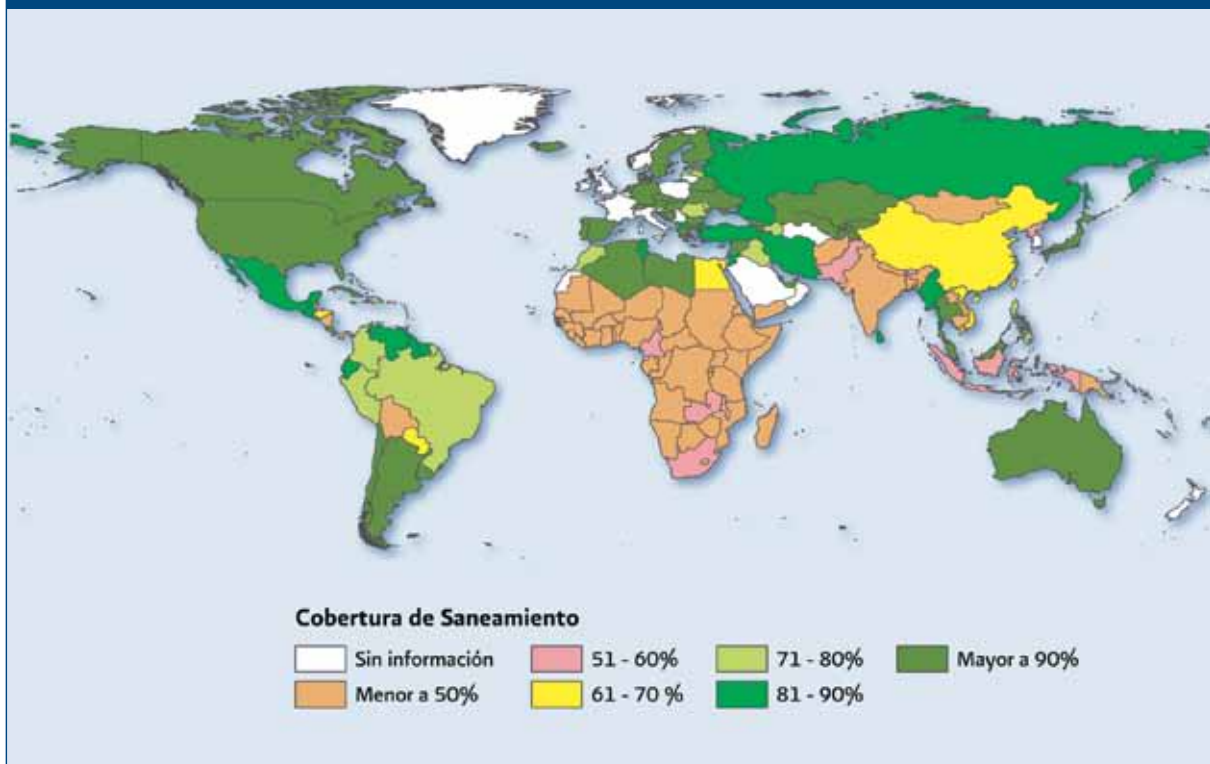 Cobertura de Saneamiento
Sin información
51 - 60%
71 - 80%
Mayor a 90%
Menor a 50%
61 - 70 %
81 - 90%